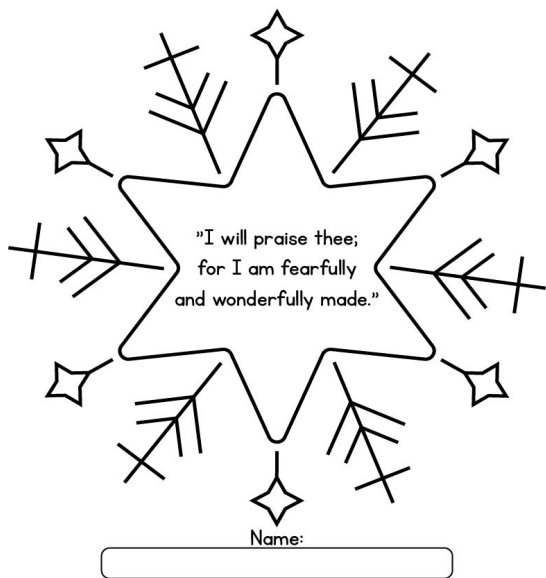 ”I will praise thee;
for I am fearfully
and wonderfully made.”
Name: